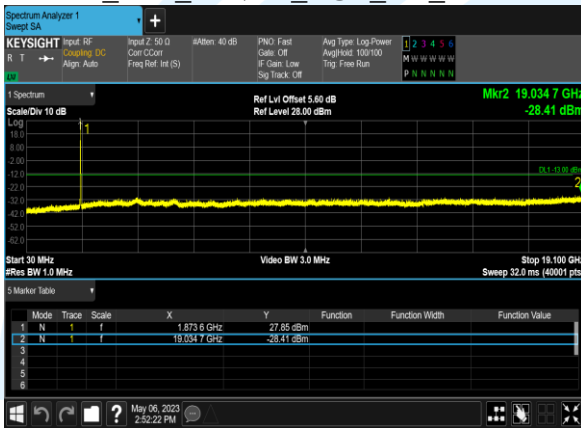 Spectrum Analyzer 1
Swept SA
+
KEYSIGHT Input: RF Input Z: 50 Ω #Atten: 40 dB PNO: Fast Avg Type: Log-Power 1 2 3 4 5 6
R T Coupling: DC Corr CCorr Gate: Off Avg|Hold: 100/100 M W W W W W
Align: Auto Freq Ref: Int (S) IF Gain: Low Trig: Free Run
LV Sig Track: Off P N N N N N
1 Spectrum Ref Lvl Offset 5.60 dB Mkr2 19.034 7 GHz
Scale/Div 10 dB Ref Level 28.00 dBm -28.41 dBm
Log
1
18.0
8.00
-2.00
-12.0 DL1 -13.00 dBm
-22.0 2
-32.0
-42.0
-52.0
-62.0
Start 30 MHz Video BW 3.0 MHz Stop 19.100 GHz
#Res BW 1.0 MHz Sweep 32.0 ms (40001 pts
5 Marker Table
Mode Trace Scale X Y Function Function Width Function Value
1 N 1 f 1.873 6 GHz 27.85 dBm
2 N 1 f 19.034 7 GHz -28.41 dBm
3
4
5
6
? May 06, 2023
2:52:22 PM